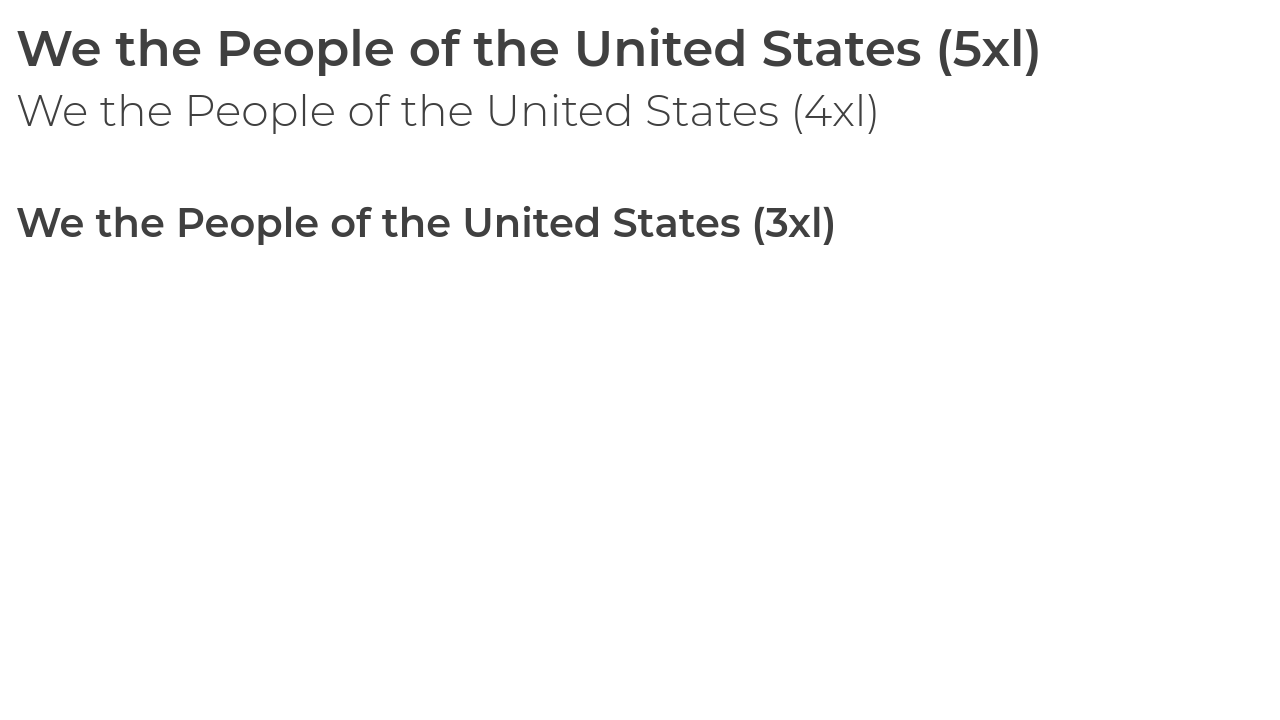 We the People of the United States (5xl)
We the People of the United States (4xl)
We the People of the United States (3xl)